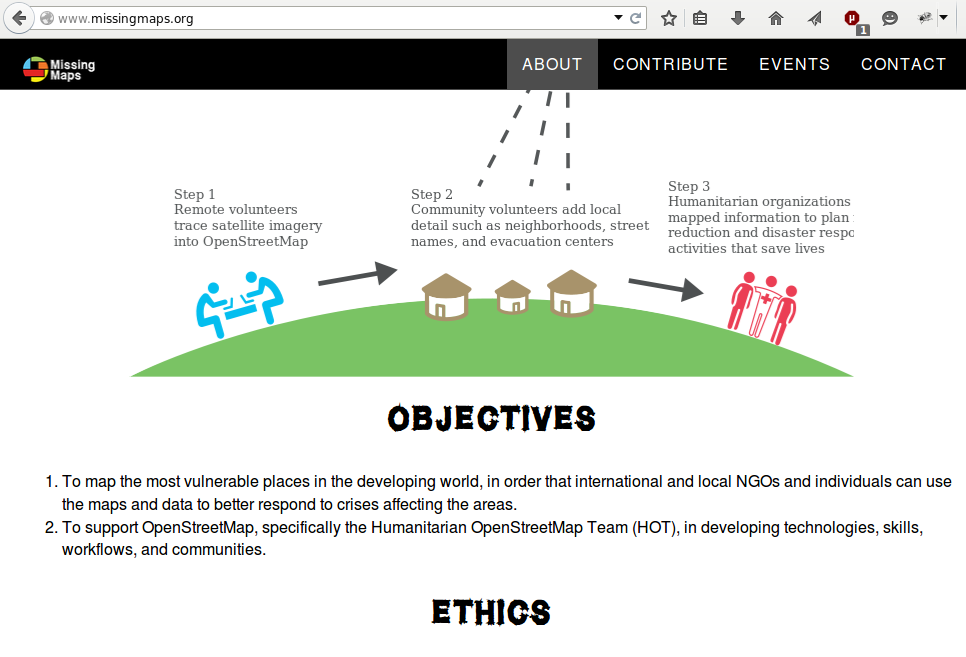 www.missingmaps.org
1
Missing
Maps
ABOUT CONTRIBUTE EVENTS CONTACT
Step 1
Remote volunteers
trace satellite imagery
into OpenStreetMap
Step 2
Community volunteers add local
detail such as neighborhoods, street
names, and evacuation centers
Step 3
Humanitarian organizations
mapped information to plan
reduction and disaster respo
activities that save lives
OBJECTIVES
1. To map the most vulnerable places in the developing world, in order that international and local NGOs and individuals can use
the maps and data to better respond to crises affecting the areas.
2. To support OpenStreetMap, specifically the Humanitarian OpenStreetMap Team (HOT), in developing technologies, skills,
workflows, and communities.
ETHICS